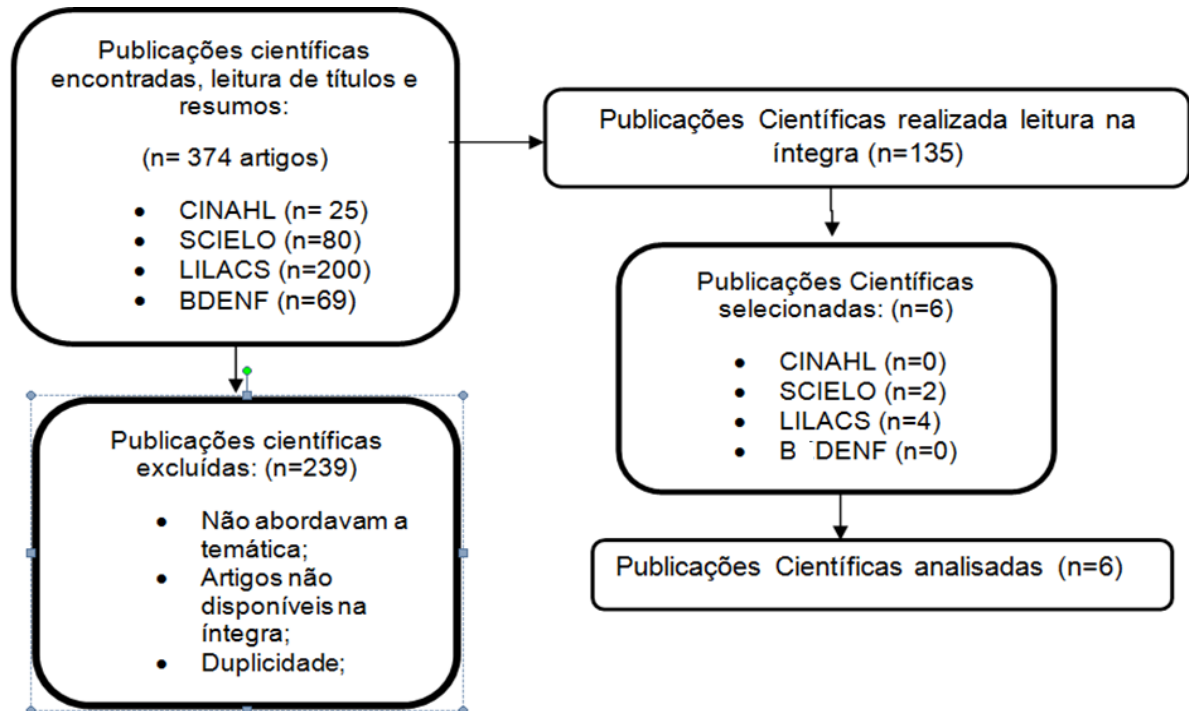 Publicações científicas
encontradas, leitura de títulos e
resumos:
(n= 374 artigos)
• CINAHL (n= 25)
• SCIELO (n=80)
• LILACS (n=200)
• BDENF (n=69)
Publicações Científicas realizada leitura na
íntegra (n=135)
Publicações Científicas
selecionadas: (n=6)
• CINAHL (n=0)
• SCIELO (n=2)
• LILACS (n=4)
• B DENF (n=0)
Publicações científicas
excluídas: (n=239)
• Não abordavam a
temática;
• Artigos não
disponíveis na
íntegra;
• Duplicidade;
Publicações Científicas analisadas (n=6)